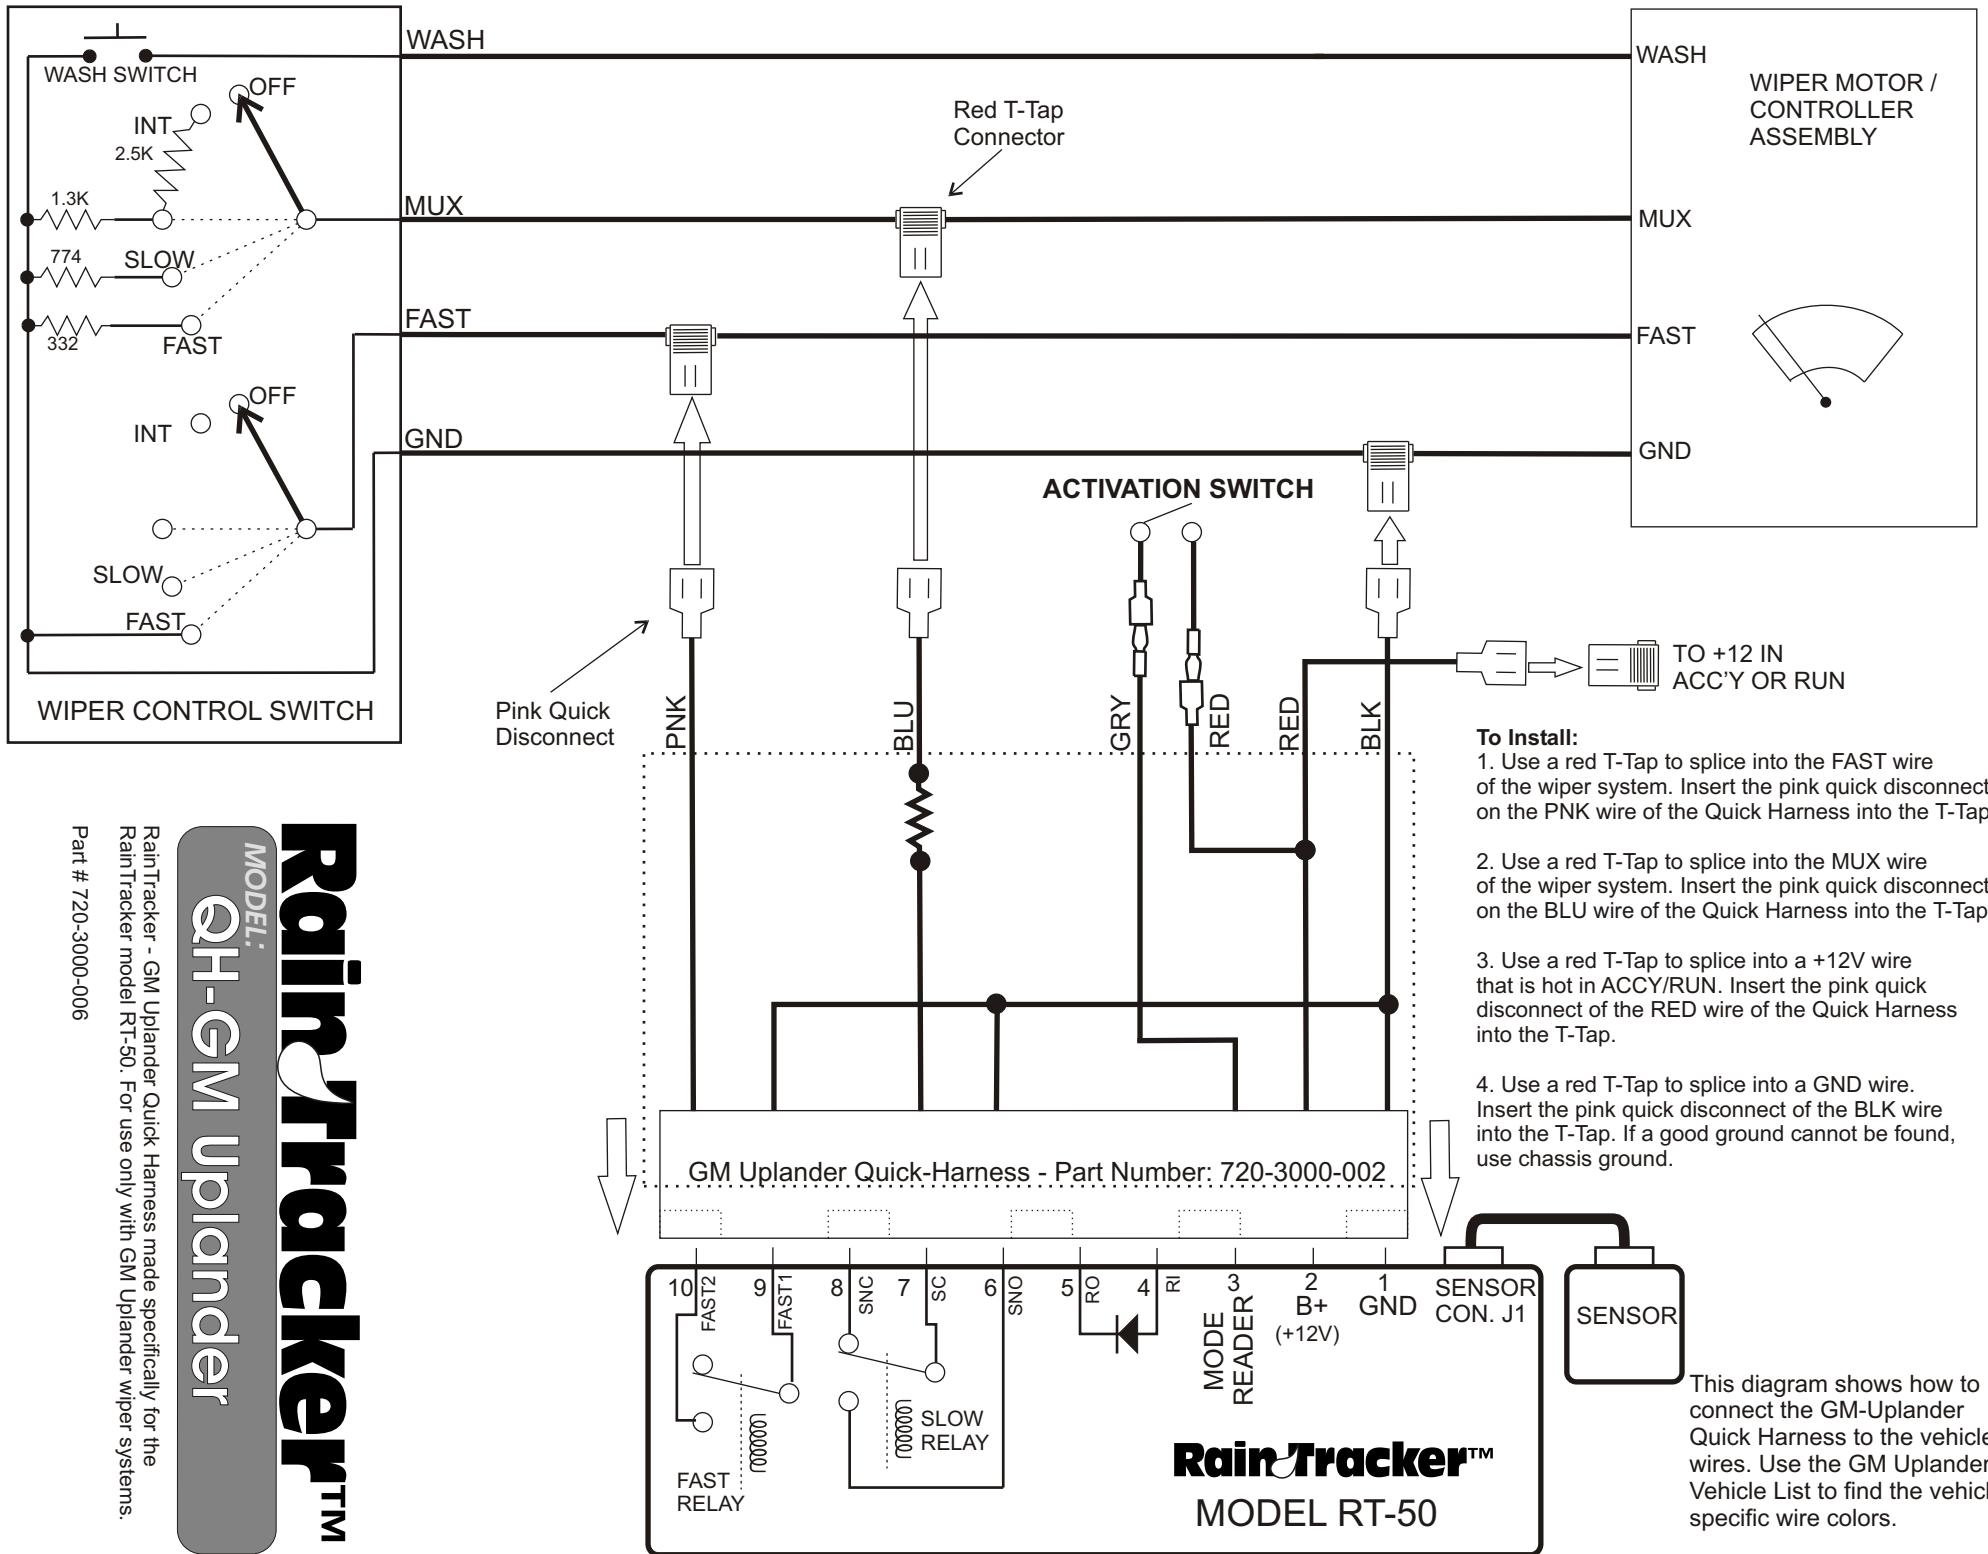 WASH SWITCH
OFF
INT
2.5K
1.3K
774
SLOW
332
FAST
OFF
INT
SLOW
FAST
WIPER CONTROL SWITCH
WASH
MUX
FAST
GND
Red T-Tap
Connector
WASH
MUX
FAST
GND
WIPER MOTOR /
CONTROLLER
ASSEMBLY
ACTIVATION SWITCH
Pink Quick
Disconnect
PNK
BLU
GRY
RED
RED
BLK
TO +12 IN
ACC'Y OR RUN
To Install:
1. Use a red T-Tap to splice into the FAST wire
of the wiper system. Insert the pink quick disconnect
on the PNK wire of the Quick Harness into the T-Tap
2. Use a red T-Tap to splice into the MUX wire
of the wiper system. Insert the pink quick disconnect
on the BLU wire of the Quick Harness into the T-Tap
3. Use a red T-Tap to splice into a +12V wire
that is hot in ACCY/RUN. Insert the pink quick
disconnect of the RED wire of the Quick Harness
into the T-Tap.
4. Use a red T-Tap to splice into a GND wire.
Insert the pink quick disconnect of the BLK wire
into the T-Tap. If a good ground cannot be found,
use chassis ground.
RainTracker™
MODEL:
QH-GM Uplander
RainTracker - GM Uplander Quick Harness made specifically for the
RainTracker model RT-50. For use only with GM Uplander wiper systems.
Part # 720-3000-006
GM Uplander Quick-Harness - Part Number: 720-3000-002
10
FAST2
9
FAST1
8
SNC
7
SC
6
SNO
5
RO
4
RI
3
MODE
READER
2
B+
(+12V)
1
GND
SENSOR
CON. J1
SENSOR
FAST
RELAY
SLOW
RELAY
RainTracker™
MODEL RT-50
This diagram shows how to
connect the GM-Uplander
Quick Harness to the vehicle
wires. Use the GM Uplander
Vehicle List to find the vehicl
specific wire colors.